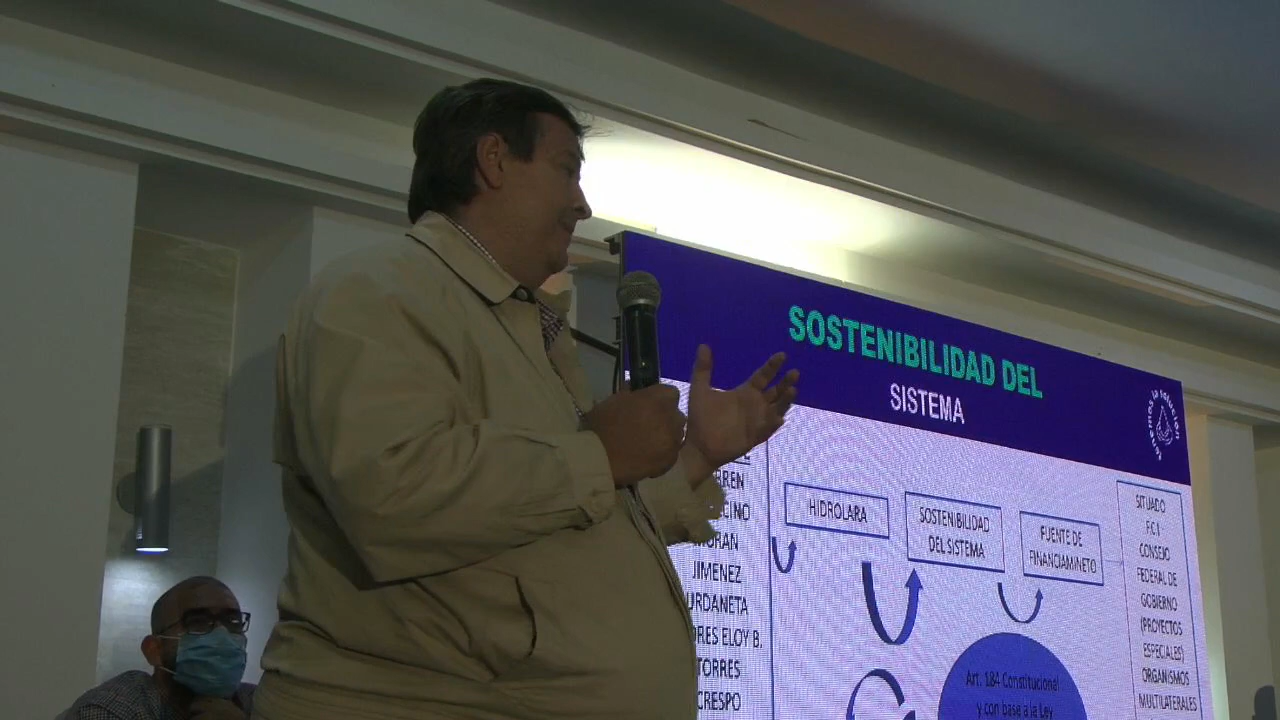 SOSTENIBILIDAD DEL
SISTEMA
JIMENEZ
URDANETA
ELOY B.
TORRES
CRESPO
HIDROLARA
SOSTENIBILIDAD
DEL SISTEMA
FUENTE DE
FINANCIAMINETO
SITUADO
F.C.I
CONSEJO
FEDERAL DE
GOBIERNO
(PROYECTOS
ESPECIALES)
ORGANISMOS
MULTILATERALES
Art. 184 Constitucional
y con base a la Ley